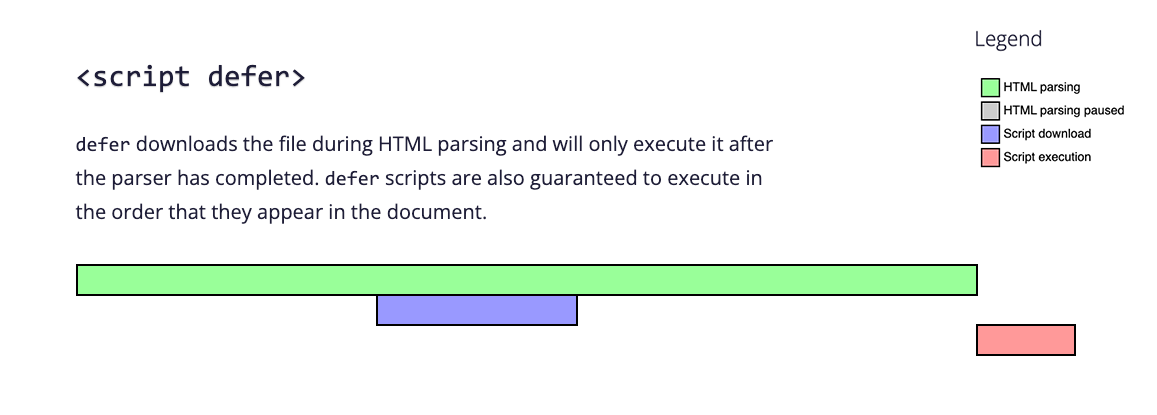 Legend
<script defer>
HTML parsing
HTML parsing paused
Script download
Script execution
defer downloads the file during HTML parsing and will only execute it after
the parser has completed. defer scripts are also guaranteed to execute in
the order that they appear in the document.